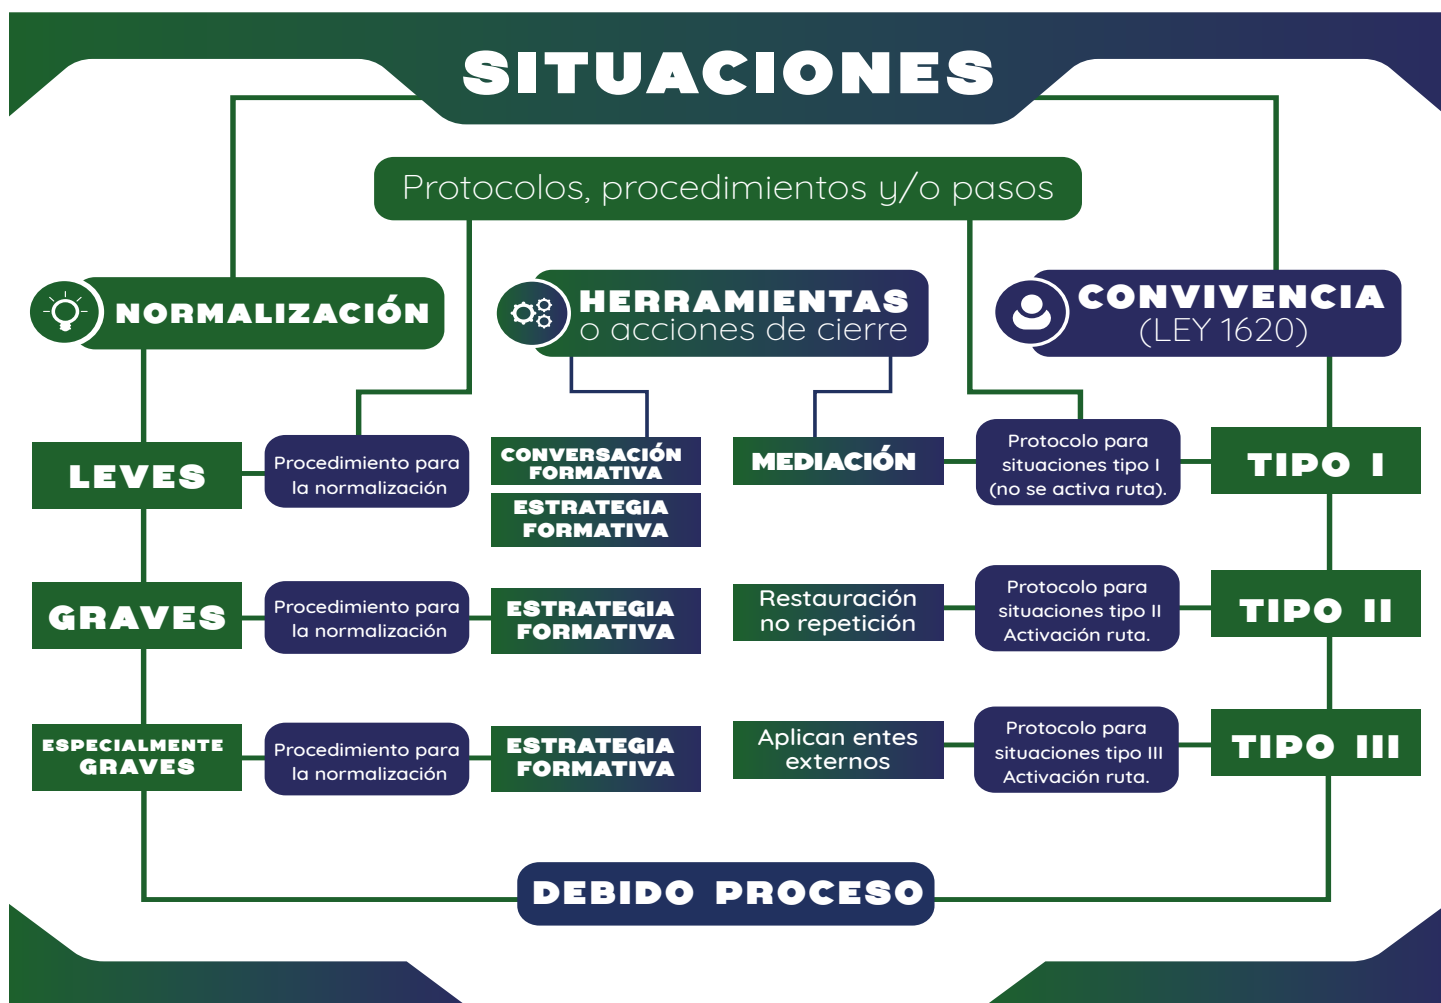 SITUACIONES
Protocolos, procedimientos y/o pasos
NORMALIZACIÓN
HERRAMIENTAS
o acciones de cierre
CONVIVENCIA
(LEY 1620)
LEVES
Procedimiento para
la normalización
CONVERSACIÓN
FORMATIVA
ESTRATEGIA
FORMATIVA
MEDIACIÓN
Protocolo para
situaciones tipo I
(no se activa ruta).
TIPO I
GRAVES
Procedimiento para
la normalización
ESTRATEGIA
FORMATIVA
Restauración
no repetición
Protocolo para
situaciones tipo II
Activación ruta.
TIPO II
ESPECIALMENTE
GRAVES
Procedimiento para
la normalización
ESTRATEGIA
FORMATIVA
Aplican entes
externos
Protocolo para
situaciones tipo III
Activación ruta.
TIPO III
DEBIDO PROCESO